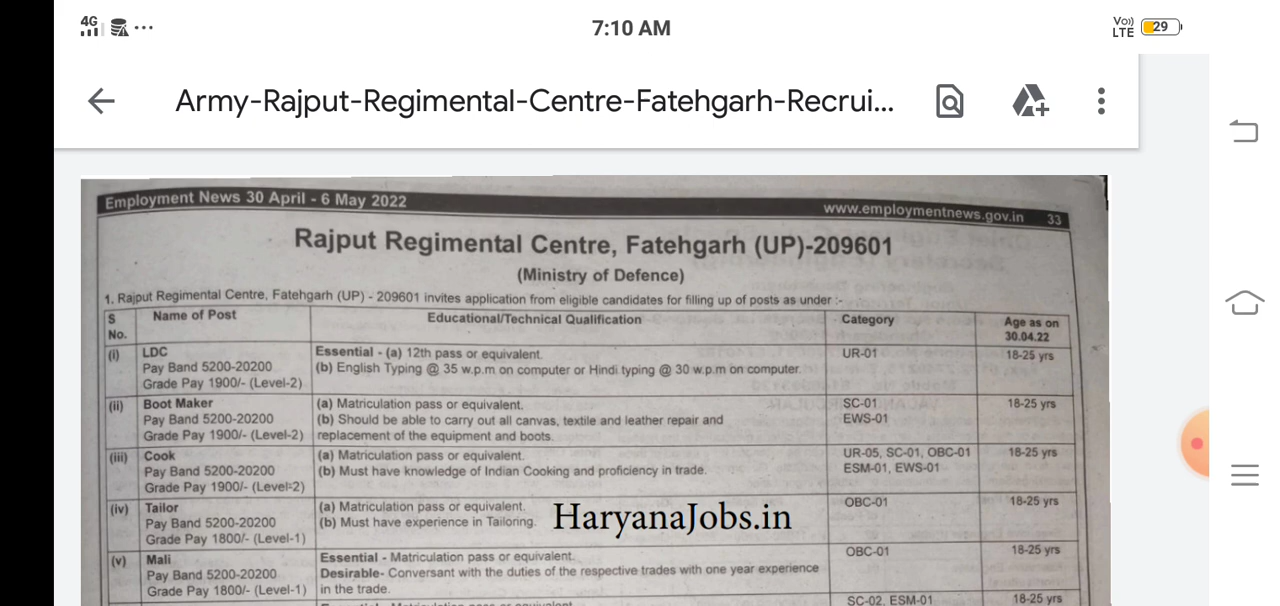 4G
7:10 AM
Vo)) LTE 29
Army-Rajput-Regimental-Centre-Fatehgarh-Recrui...
Employment News 30 April - 6 May 2022 www.employmentnews.gov.in 33
Rajput Regimental Centre, Fatehgarh (UP)-209601
(Ministry of Defence)
1. Rajput Regimental Centre, Fatehgarh (UP) - 209601 invites application from eligible candidates for filling up of posts as under :-
S No. Name of Post Educational/Technical Qualification Category Age as on 30.04.22
(i) LDC Essential - (a) 12th pass or equivalent. UR-01 18-25 yrs
Pay Band 5200-20200 (b) English Typing @ 35 w.p.m on computer or Hindi typing @ 30 w.p.m on computer.
Grade Pay 1900/- (Level-2)
(ii) Boot Maker (a) Matriculation pass or equivalent. SC-01 18-25 yrs
Pay Band 5200-20200 (b) Should be able to carry out all canvas, textile and leather repair and EWS-01
Grade Pay 1900/- (Level-2) replacement of the equipment and boots.
(iii) Cook (a) Matriculation pass or equivalent. UR-05, SC-01, OBC-01 18-25 yrs
Pay Band 5200-20200 (b) Must have knowledge of Indian Cooking and proficiency in trade. ESM-01, EWS-01
Grade Pay 1900/- (Level-2)
(iv) Tailor (a) Matriculation pass or equivalent. OBC-01 18-25 yrs
Pay Band 5200-20200 (b) Must have experience in Tailoring. HaryanaJobs.in
Grade Pay 1800/- (Level-1)
(v) Mali Essential - Matriculation pass or equivalent. OBC-01 18-25 yrs
Pay Band 5200-20200 Desirable- Conversant with the duties of the respective trades with one year experience
Grade Pay 1800/- (Level-1) in the trade.
SC-02, ESM-01 18-25 yrs